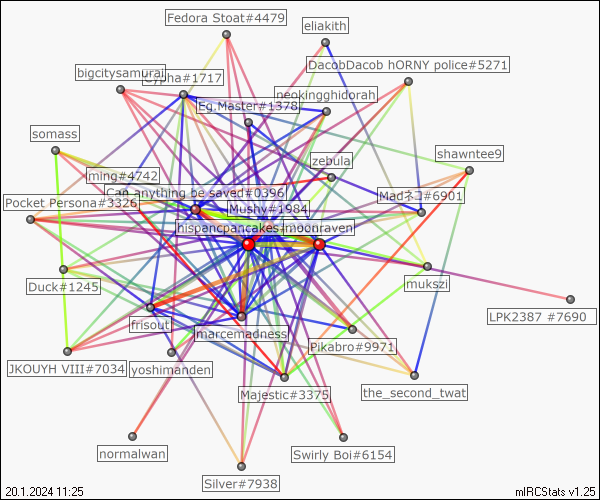 Fedora Stoat#4479
eliakith
DacobDacob hORNY police#5271
bigcitysamurai
Cypha#1717
neokingghidorah
Eg.Master#1378
somass
zebula
shawntee9
ming#4742
Can anything be saved#0396
Madネコ#6901
Pocket Persona#3326
Mushy#1984
hispancpancakes
moonraven
Duck#1245
mukszi
LPK2387 #7690
frisout
marcemadness
Pikabro#9971
JKOUYH VIII#7034
yoshimanden
Majestic#3375
the_second_twat
normalwan
Swirly Boi#6154
Silver#7938
20.1.2024 11:25
mIRCStats v1.25